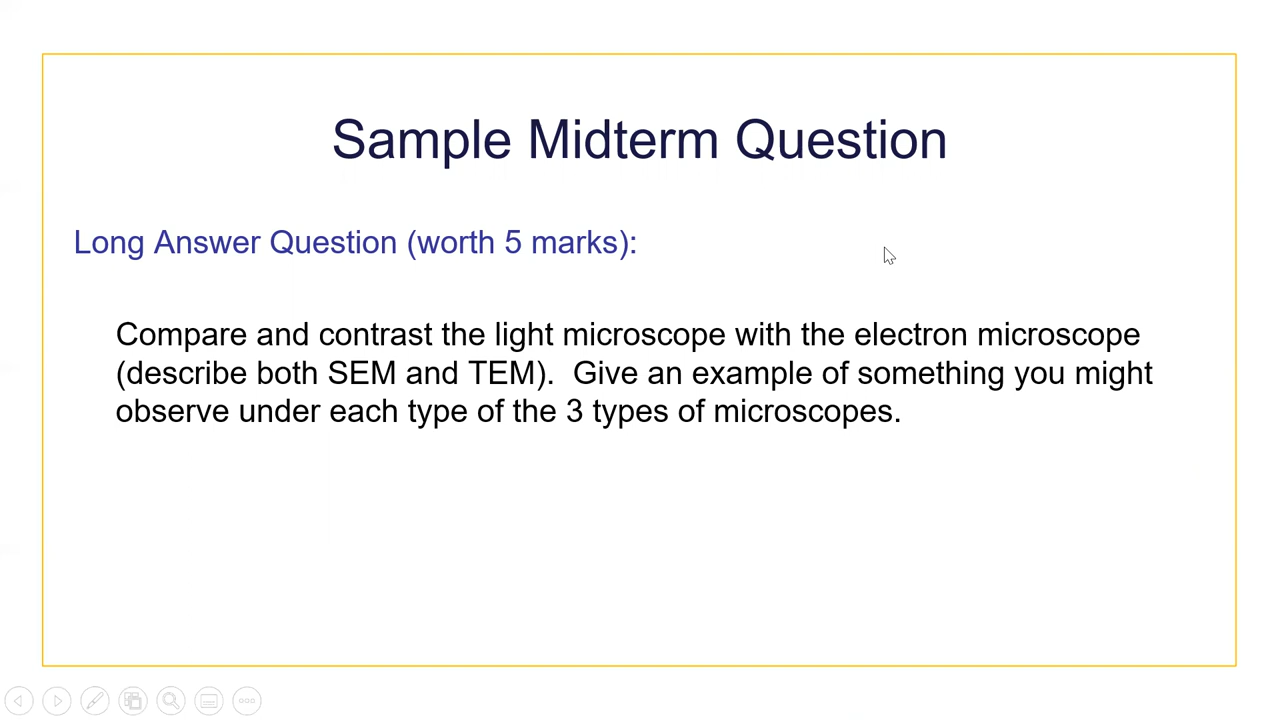 Sample Midterm Question
Long Answer Question (worth 5 marks):
Compare and contrast the light microscope with the electron microscope
(describe both SEM and TEM).  Give an example of something you might
observe under each type of the 3 types of microscopes.